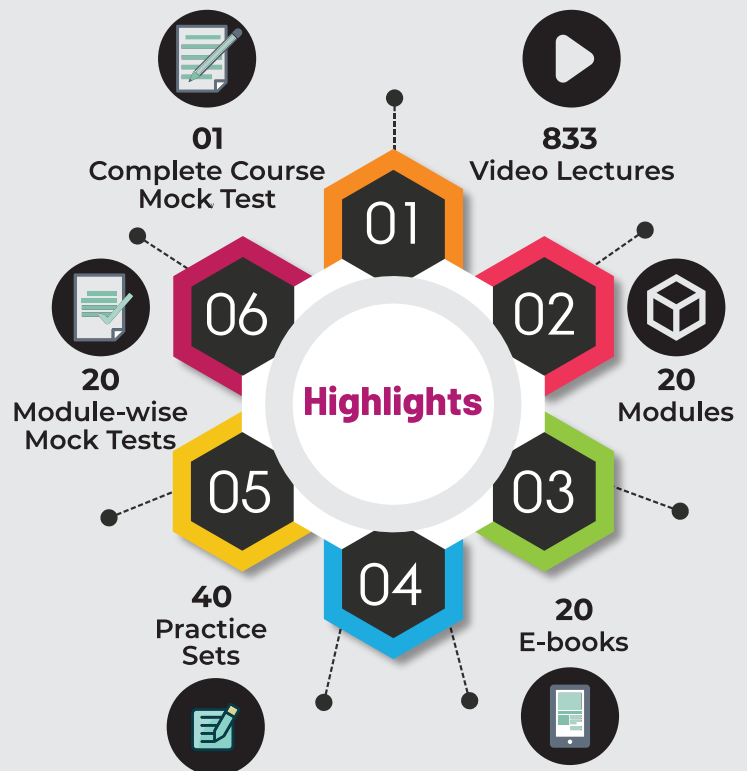 01
Complete Course
Mock Test
833
Video Lectures
01
06
02
20
Module-wise
Mock Tests
Highlights
20
Modules
05
03
04
40
Practice
Sets
20
E-books